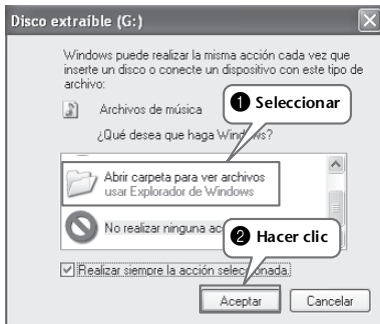 Disco extraíble (G:)
Windows puede realizar la misma acción cada vez que
inserte un disco o conecte un dispositivo con este tipo de
archivo:
Archivos de música
1 Seleccionar
¿Qué desea que haga Windows?
Abrir carpeta para ver archivos
usar Explorador de Windows
No realizar ninguna
2 Hacer clic
Realizar siempre la acción seleccionada.
Aceptar
Cancelar